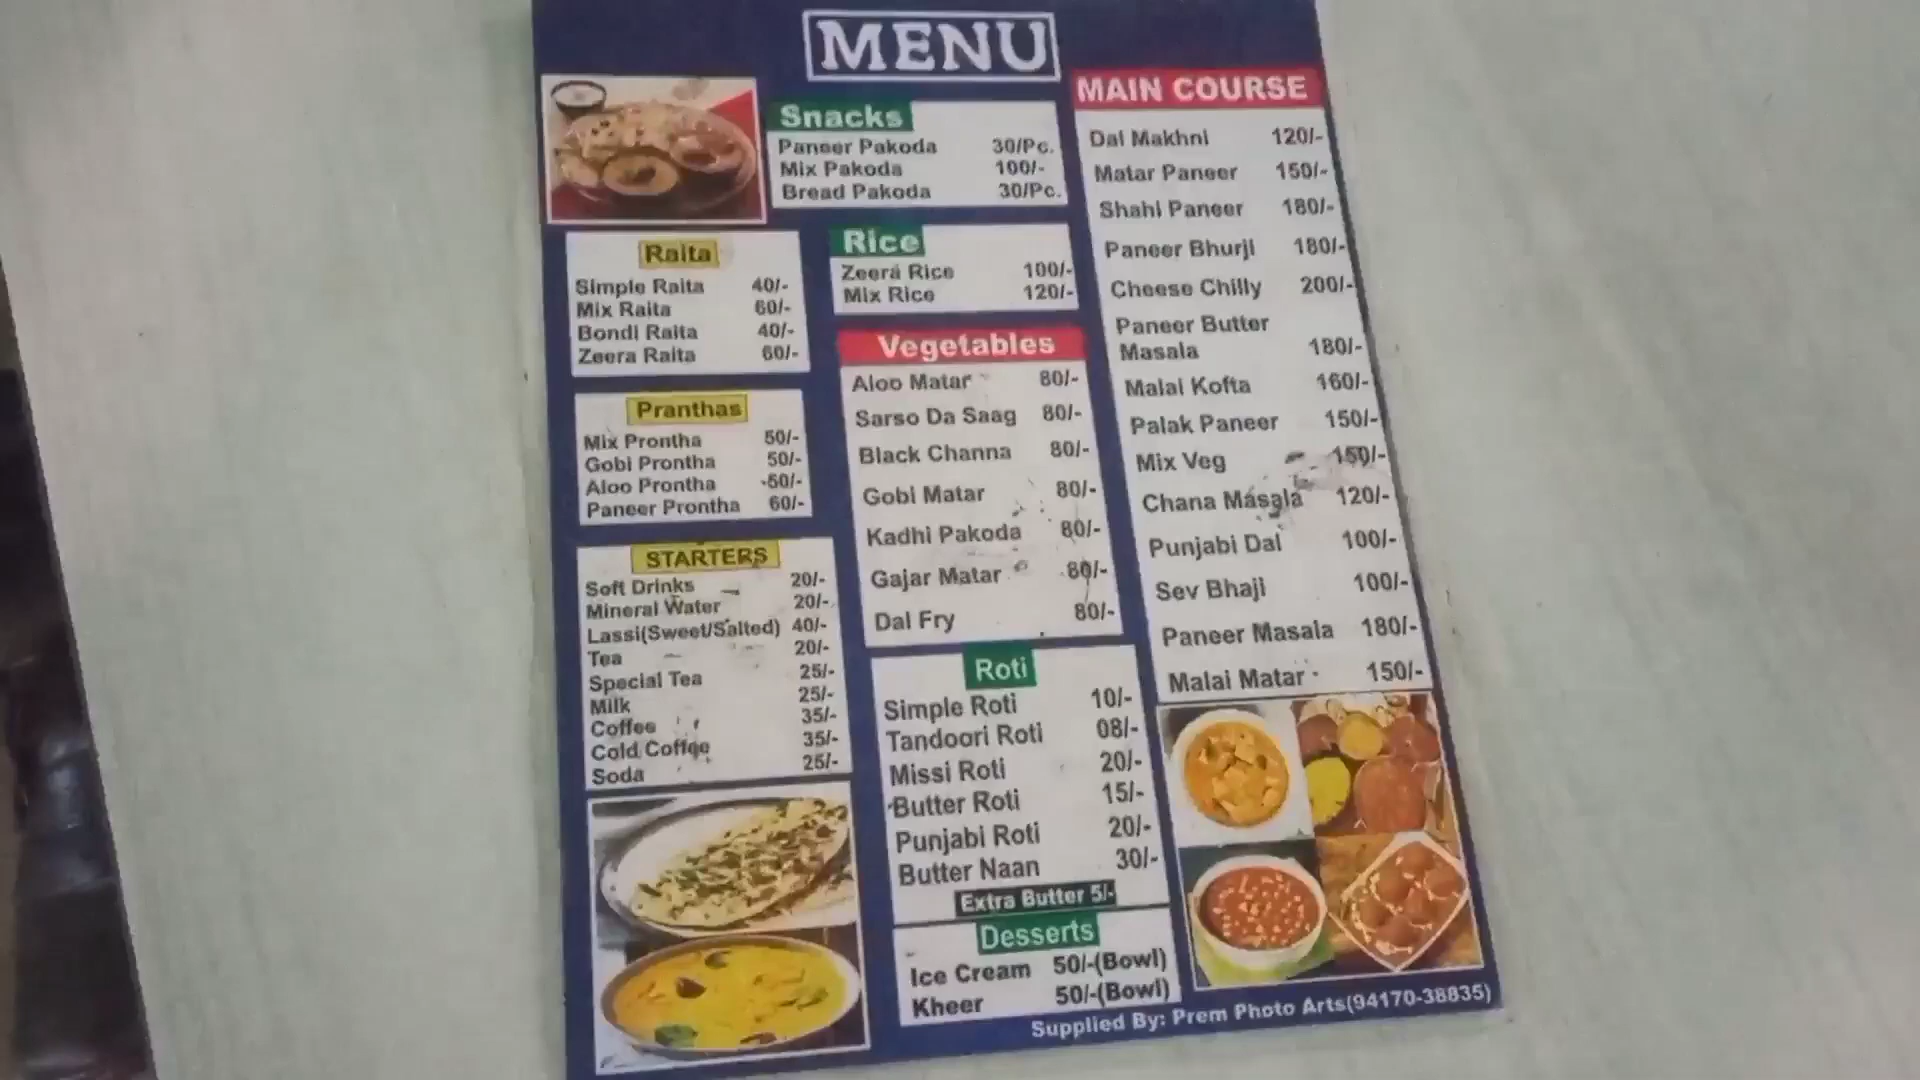 MENU
Snacks
Paneer Pakoda 30/Pc.
Mix Pakoda 100/-
Bread Pakoda 30/Pc.
Raita
Simple Raita 40/-
Mix Raita 60/-
Bondi Raita 40/-
Zeera Raita 60/-
Pranthas
Mix Prontha 50/-
Gobi Prontha 50/-
Aloo Prontha 50/-
Paneer Prontha 60/-
STARTERS
Soft Drinks 20/-
Mineral Water 20/-
Lassi(Sweet/Salted) 40/-
Tea 20/-
Special Tea 25/-
Milk 25/-
Coffee 35/-
Cold Coffee 35/-
Soda 25/-
Rice
Zeera Rice 100/-
Mix Rice 120/-
Vegetables
Aloo Matar 80/-
Sarso Da Saag 80/-
Black Channa 80/-
Gobi Matar 80/-
Kadhi Pakoda 80/-
Gajar Matar 80/-
Dal Fry 80/-
Roti
Simple Roti 10/-
Tandoori Roti 08/-
Missi Roti 20/-
Butter Roti 15/-
Punjabi Roti 20/-
Butter Naan 30/-
Extra Butter 5/-
Desserts
Ice Cream 50/-(Bowl)
Kheer 50/-(Bowl)
MAIN COURSE
Dal Makhni 120/-
Matar Paneer 150/-
Shahi Paneer 180/-
Paneer Bhurji 180/-
Cheese Chilly 200/-
Paneer Butter
Masala 180/-
Malai Kofta 160/-
Palak Paneer 150/-
Mix Veg 150/-
Chana Masala 120/-
Punjabi Dal 100/-
Sev Bhaji 100/-
Paneer Masala 180/-
Malai Matar 150/-
Supplied By: Prem Photo Arts(94170-38835)